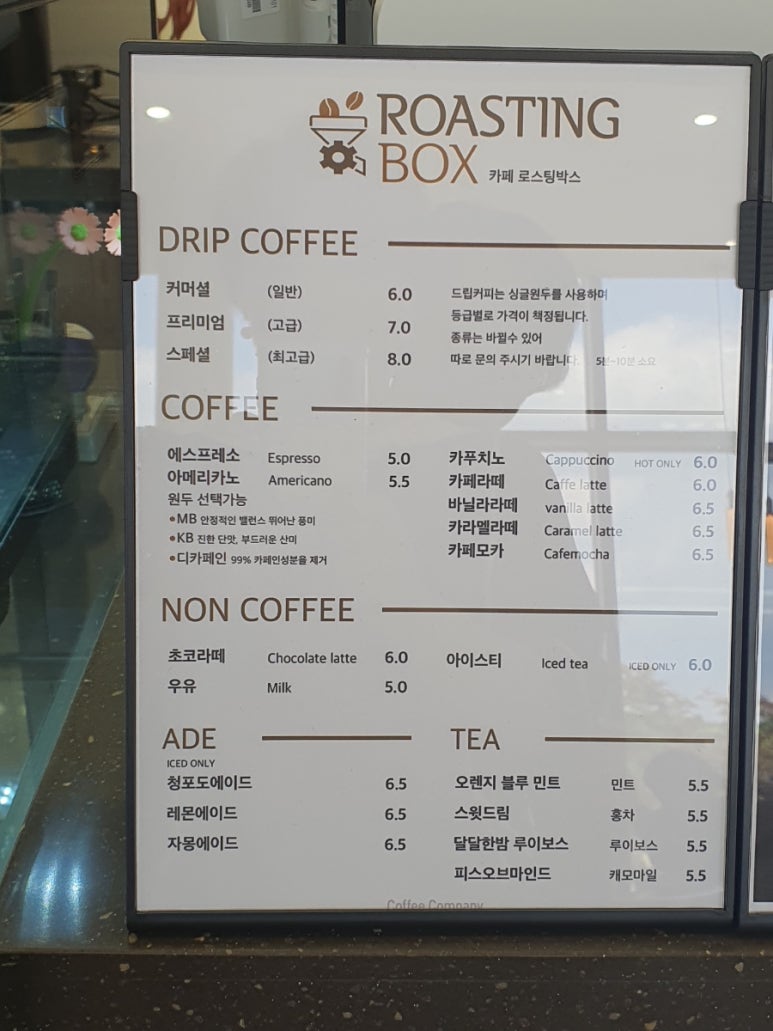 ROASTING
BOX 카페 로스팅박스
DRIP COFFEE
커머셜 (일반) 6.0
프리미엄 (고급) 7.0
스페셜 (최고급) 8.0
드립커피는 싱글원두를 사용하며
등급별로 가격이 책정됩니다.
종류는 바뀔수 있어
따로 문의 주시기 바랍니다. 5분~10분 소요
COFFEE
에스프레소 Espresso 5.0
아메리카노 Americano 5.5
원두 선택가능
•MB 안정적인 밸런스 뛰어난 풍미
•KB 진한 단맛, 부드러운 산미
•디카페인 99% 카페인성분을 제거
카푸치노 Cappuccino HOT ONLY 6.0
카페라떼 Caffe latte 6.0
바닐라라떼 vanilla latte 6.5
카라멜라떼 Caramel latte 6.5
카페모카 Cafemocha 6.5
NON COFFEE
초코라떼 Chocolate latte 6.0
우유 Milk 5.0
아이스티 Iced tea ICED ONLY 6.0
ADE
ICED ONLY
청포도에이드 6.5
레몬에이드 6.5
자몽에이드 6.5
TEA
오렌지 블루 민트 민트 5.5
스윗드림 홍차 5.5
달달한밤 루이보스 루이보스 5.5
피스오브마인드 캐모마일 5.5
Coffee Company